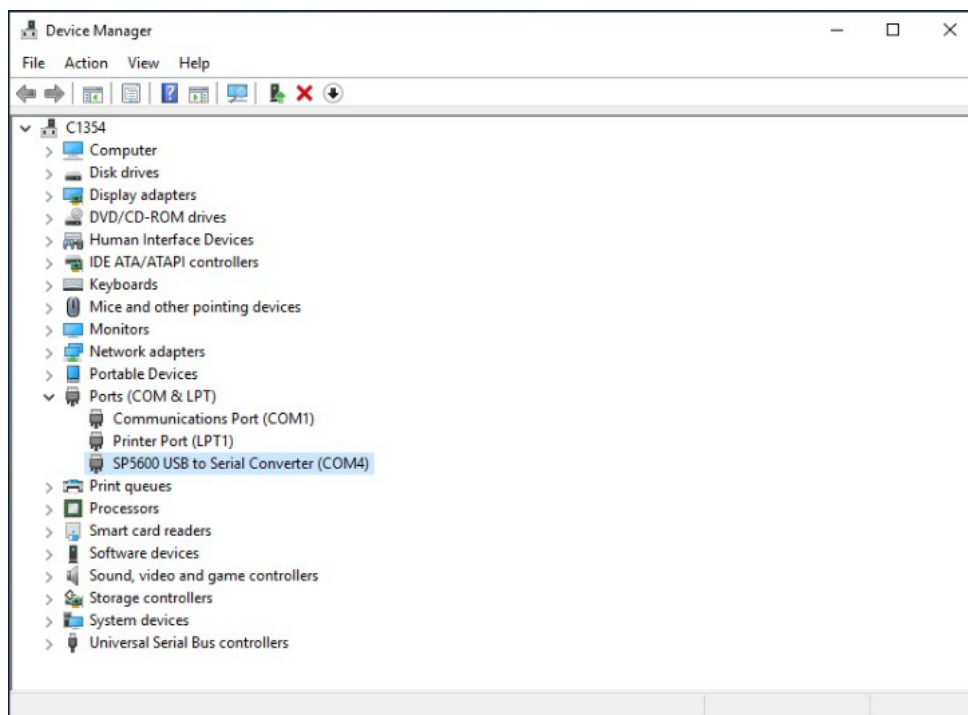 Device Manager
File Action View Help
C1354
Computer
Disk drives
Display adapters
DVD/CD-ROM drives
Human Interface Devices
IDE ATA/ATAPI controllers
Keyboards
Mice and other pointing devices
Monitors
Network adapters
Portable Devices
Ports (COM & LPT)
Communications Port (COM1)
Printer Port (LPT1)
SP5600 USB to Serial Converter (COM4)
Print queues
Processors
Smart card readers
Software devices
Sound, video and game controllers
Storage controllers
System devices
Universal Serial Bus controllers